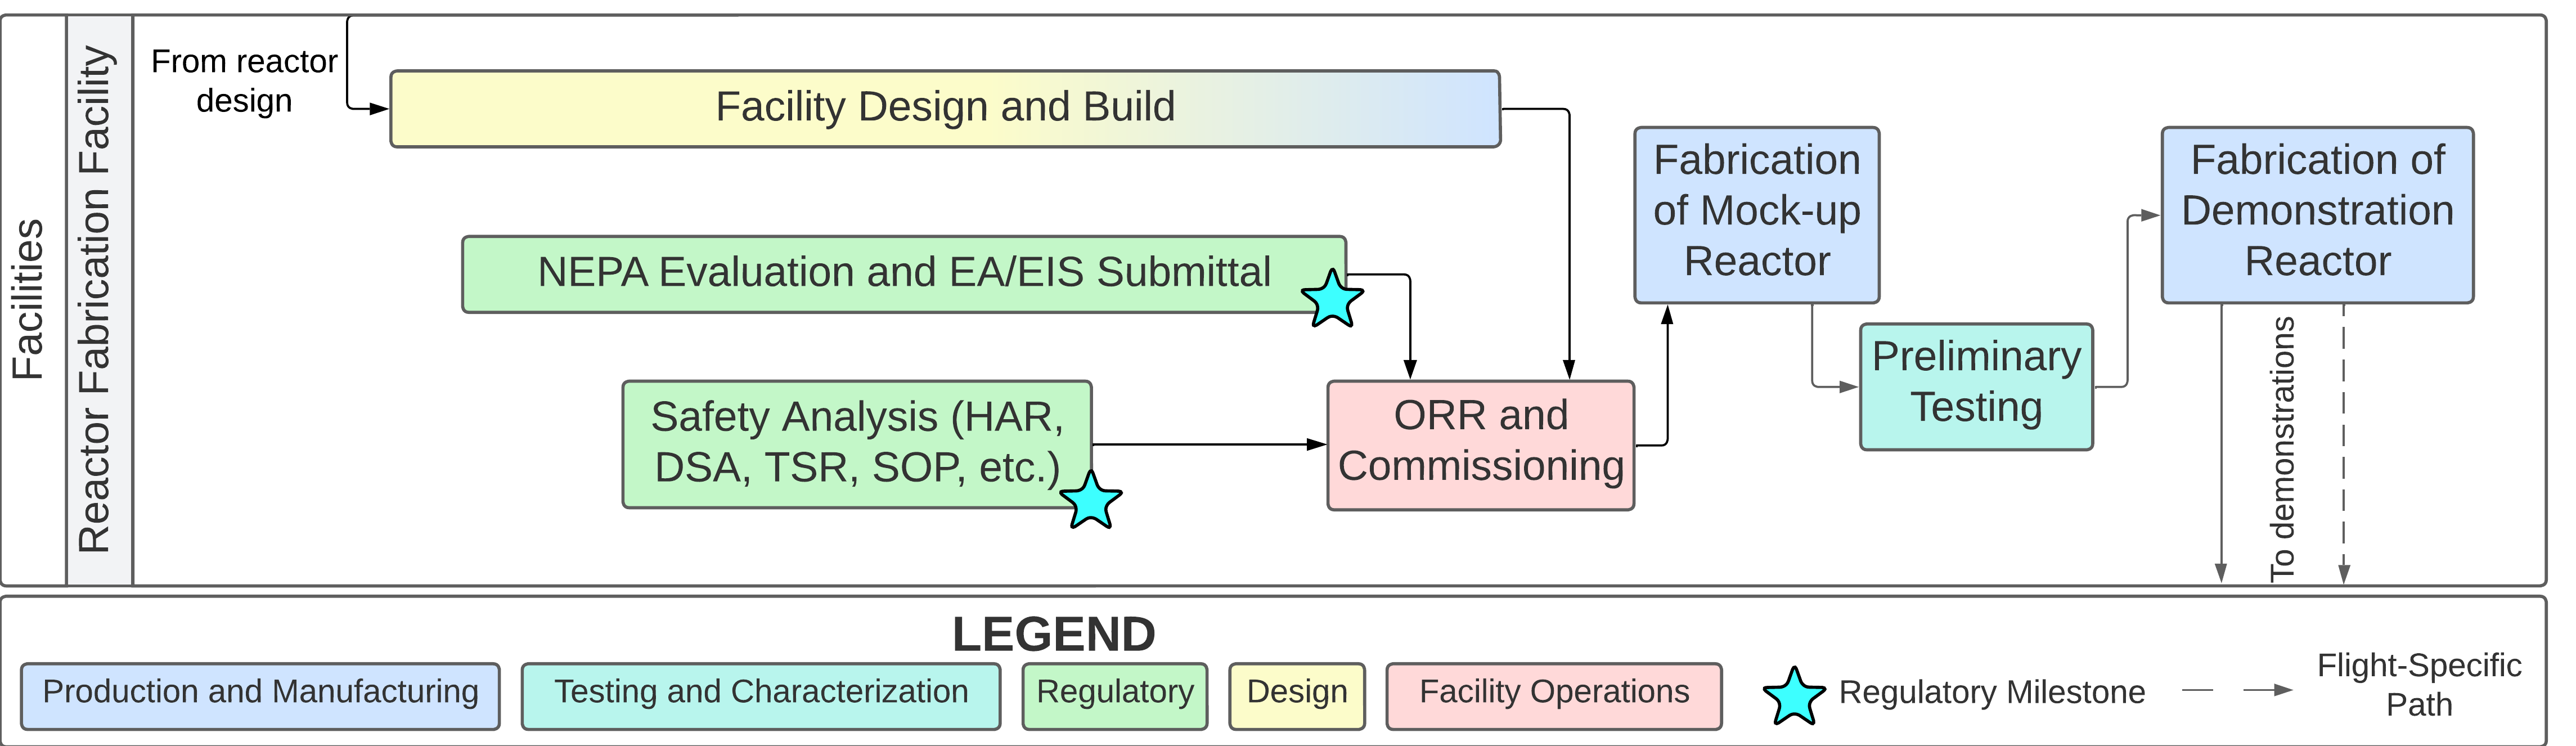 Facilities
Reactor Fabrication Facility
From reactor
design
Facility Design and Build
NEPA Evaluation and EA/EIS Submittal
Safety Analysis (HAR,
DSA, TSR, SOP, etc.)
ORR and
Commissioning
Fabrication
of Mock-up
Reactor
Preliminary
Testing
Fabrication of
Demonstration
Reactor
To demonstrations
LEGEND
Production and Manufacturing
Testing and Characterization
Regulatory
Design
Facility Operations
Regulatory Milestone
Flight-Specific
Path